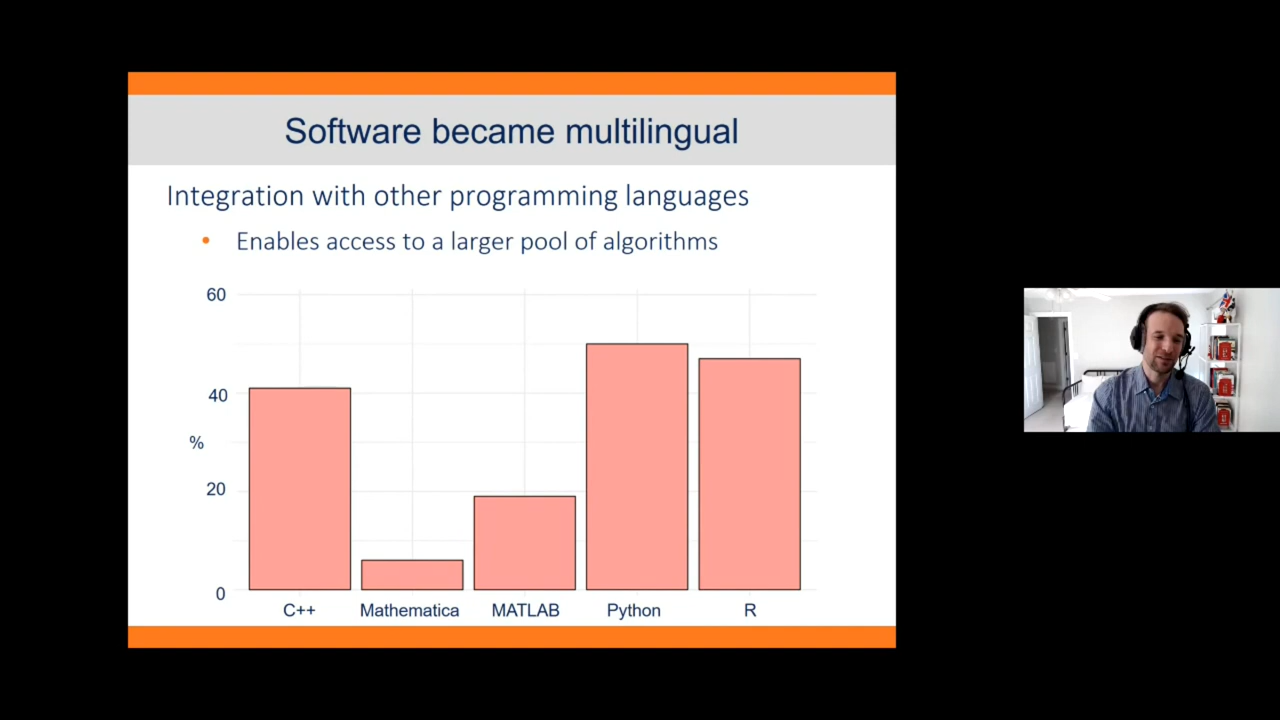 Software became multilingual
Integration with other programming languages
• Enables access to a larger pool of algorithms
60
40
%
20
0
C++ Mathematica MATLAB Python R